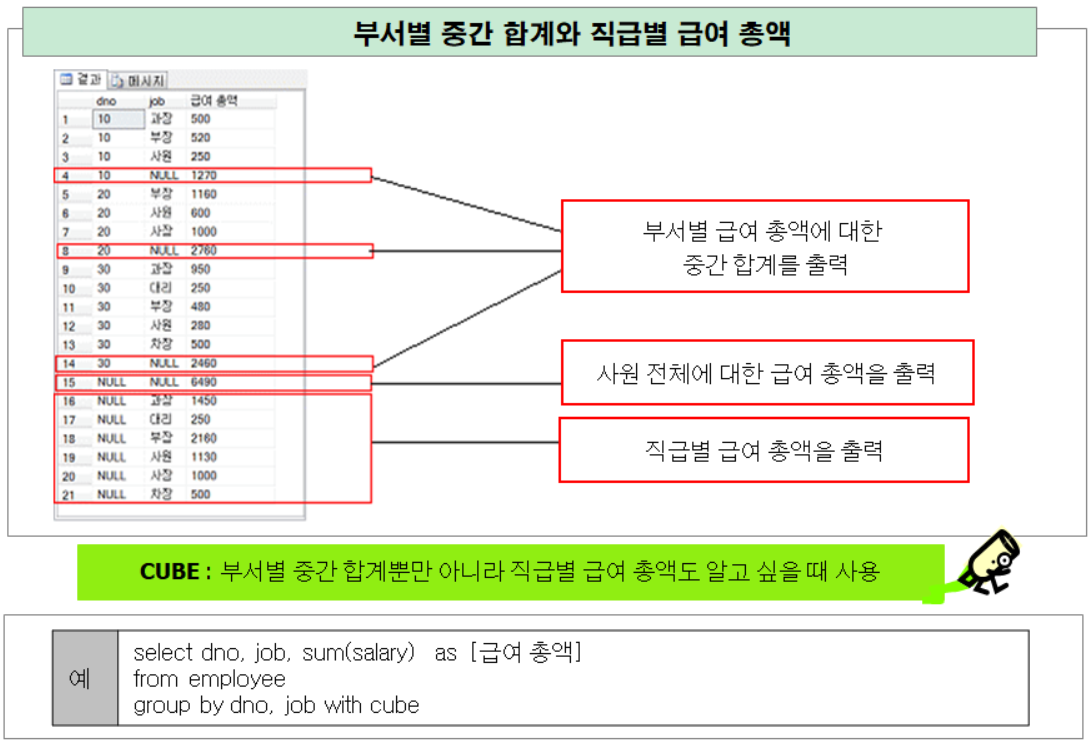 부서별 중간 합계와 직급별 급여 총액
결과 메시지
dno job 급여 총액
1 10 과장 500
2 10 부장 520
3 10 사원 250
4 10 NULL 1270
5 20 부장 1160
6 20 사원 600
7 20 사장 1000
8 20 NULL 2760
9 30 과장 950
10 30 대리 250
11 30 부장 480
12 30 사원 280
13 30 차장 500
14 30 NULL 2460
15 NULL NULL 6490
16 NULL 과장 1450
17 NULL 대리 250
18 NULL 부장 2160
19 NULL 사원 1130
20 NULL 사장 1000
21 NULL 차장 500
부서별 급여 총액에 대한
중간 합계를 출력
사원 전체에 대한 급여 총액을 출력
직급별 급여 총액을 출력
CUBE : 부서별 중간 합계뿐만 아니라 직급별 급여 총액도 알고 싶을 때 사용
예
select dno, job, sum(salary) as [급여 총액]
from employee
group by dno, job with cube